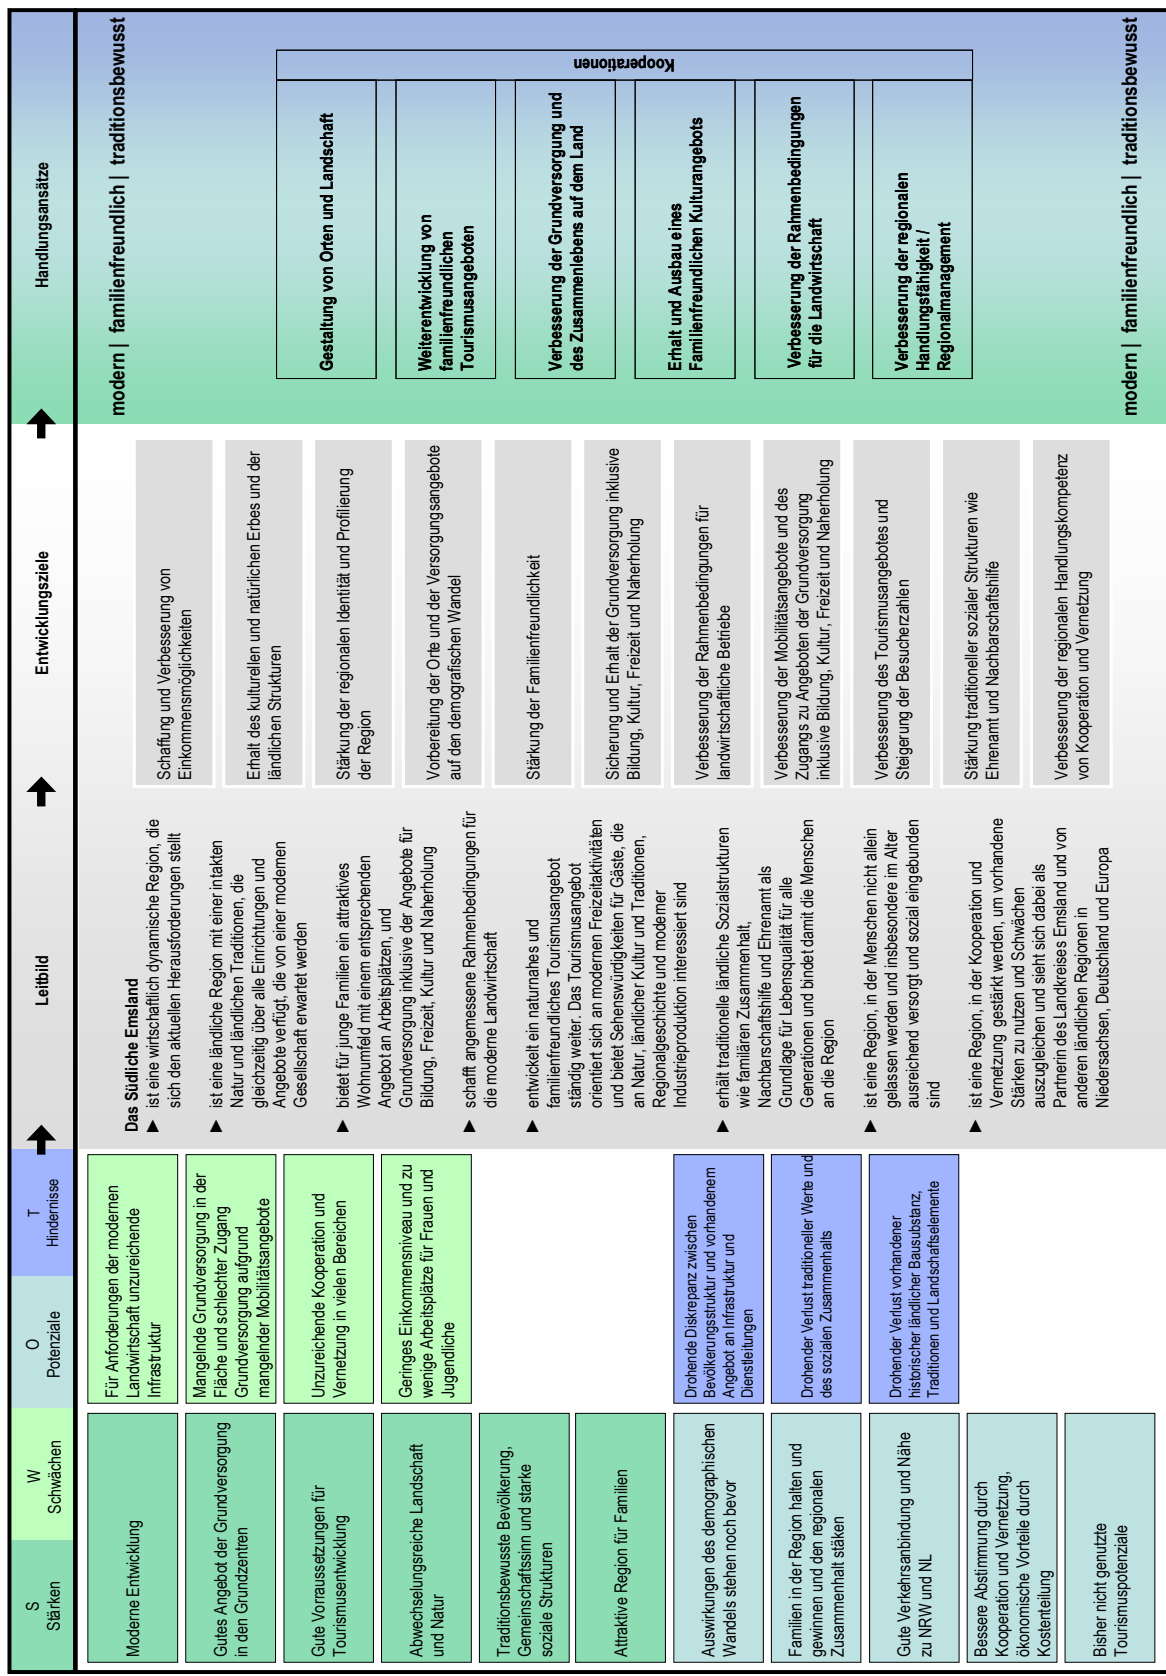 S
Stärken
W
Schwächen
O
Potenziale
T
Hindernisse
Leitbild
Entwicklungsziele
Handlungsansätze
Moderne Entwicklung
Gutes Angebot der Grundversorgung
in den Grundzentren
Gute Vorraussetzungen für
Tourismusentwicklung
Abwechselungsreiche Landschaft
und Natur
Traditionsbewusste Bevölkerung,
Gemeinschaftssinn und starke
soziale Strukturen
Attraktive Region für Familien
Auswirkungen des demographischen
Wandels stehen noch bevor
Familien in der Region halten und
gewinnen und den regionalen
Zusammenhalt stäken
Gute Verkehrsanbindung und Nähe
zu NRW und NL
Bessere Abstimmung durch
Kooperation und Vernetzung,
ökonomische Vorteile durch
Kostenteilung
Bisher nicht genutzte
Tourismuspotenziale
Für Anforderungen der modernen
Landwirtschaft unzureichende
Infrastruktur
Mangelnde Grundversorgung in der
Fläche und schlechter Zugang
Grundversorgung aufgrund
mangelnder Mobilitätsangebote
Unzureichende Kooperation und
Vernetzung in vielen Bereichen
Geringes Einkommensniveau und zu
wenige Arbeitsplätze für Frauen und
Jugendliche
Drohende Diskrepanz zwischen
Bevölkerungsstruktur und vorhandenem
Angebot an Infrastruktur und
Dienstleitungen
Drohender Verlust traditioneller Werte und
des sozialen Zusammenhalts
Drohender Verlust vorhandener
historischer ländlicher Bausubstanz,
Traditionen und Landschaftselemente
Das Südliche Emsland
► ist eine wirtschaftlich dynamische Region, die
sich den aktuellen Herausforderungen stellt
► ist eine ländliche Region mit einer intakten
Natur und ländlichen Traditionen, die
gleichzeitig über alle Einrichtungen und
Angebote verfügt, die von einer modernen
Gesellschaft erwartet werden
► bietet für junge Familien ein attraktives
Wohnumfeld mit einem entsprechenden
Angebot an Arbeitsplätzen, und
Grundversorgung inklusive der Angebote für
Bildung, Freizeit, Kultur und Naherholung
► schafft angemessene Rahmenbedingungen für
die moderne Landwirtschaft
► entwickelt ein naturnahes und
familienfreundliches Tourismusangebot
ständig weiter. Das Tourismusangebot
orientiert sich an modernen Freizeitaktivitäten
und bietet Sehenswürdigkeiten für Gäste, die
an Natur, ländlicher Kultur und Traditionen,
Regionalgeschichte und moderner
Industrieproduktion interessiert sind
► erhält traditionelle ländliche Sozialstrukturen
wie familären Zusammenhalt,
Nachbarschaftshilfe und Ehrenamt als
Grundlage für Lebensqualität für alle
Generationen und bindet damit die Menschen
an die Region
► ist eine Region, in der Menschen nicht allein
gelassen werden und insbesondere im Alter
ausreichend versorgt und sozial eingebunden
sind
► ist eine Region, in der Kooperation und
Vernetzung gestärkt werden, um vorhandene
Stärken zu nutzen und Schwächen
auszugleichen und sieht sich dabei als
Partnerin des Landkreises Emsland und von
anderen ländlichen Regionen in
Niedersachsen, Deutschland und Europa
Schaffung und Verbesserung von
Einkommensmöglichkeiten
Erhalt des kulturellen und natürlichen Erbes und der
ländlichen Strukturen
Stärkung der regionalen Identität und Profilierung
der Region
Vorbereitung der Orte und der Versorgungsangebote
auf den demografischen Wandel
Stärkung der Familienfreundlichkeit
Sicherung und Erhalt der Grundversorgung inklusive
Bildung, Kultur, Freizeit und Naherholung
Verbesserung der Rahmenbedingungen für
landwirtschaftliche Betriebe
Verbesserung der Mobilitätsangebote und des
Zugangs zu Angeboten der Grundversorgung
inklusive Bildung, Kultur, Freizeit und Naherholung
Verbesserung des Tourismusangebotes und
Steigerung der Besucherzahlen
Stärkung traditioneller sozialer Strukturen wie
Ehrenamt und Nachbarschaftshilfe
Verbesserung der regionalen Handlungskompetenz
von Kooperation und Vernetzung
modern | familienfreundlich | traditionsbewusst
Gestaltung von Orten und Landschaft
Weiterentwicklung von
familienfreundlichen
Tourismusangeboten
Verbesserung der Grundversorgung und
des Zusammenlebens auf dem Land
Erhalt und Ausbau eines
Familienfreundlichen Kulturangebots
Verbesserung der Rahmenbedingungen
für die Landwirtschaft
Verbesserung der regionalen
Handlungsfähigkeit /
Regionalmanagement
Kooperationen
modern | familienfreundlich | traditionsbewusst